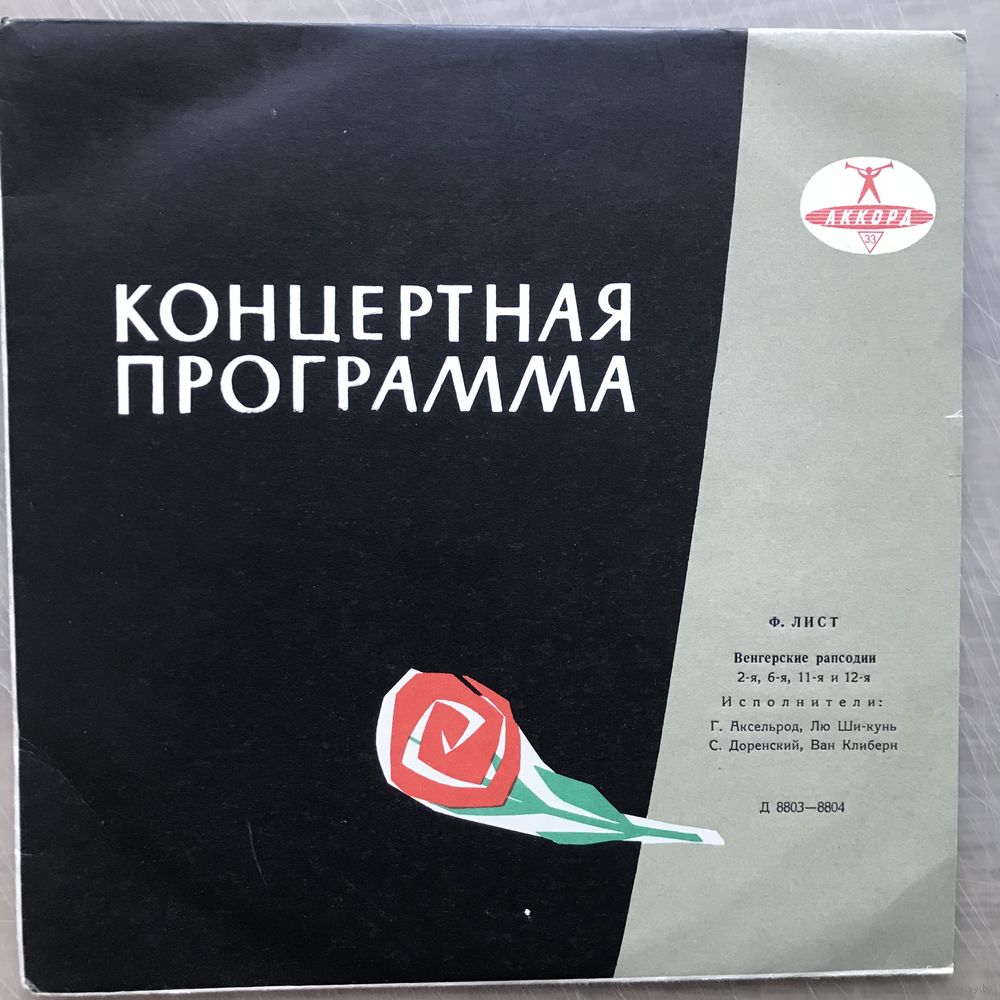 АККОРД
33
КОНЦЕРТНАЯ
ПРОГРАММА
Ф. ЛИСТ
Венгерские рапсодии
2-я, 6-я, 11-я и 12-я
Исполнители:
Г. Аксельрод, Лю Ши-кунь
С. Доренский, Ван Клиберн
Д 8803—8804